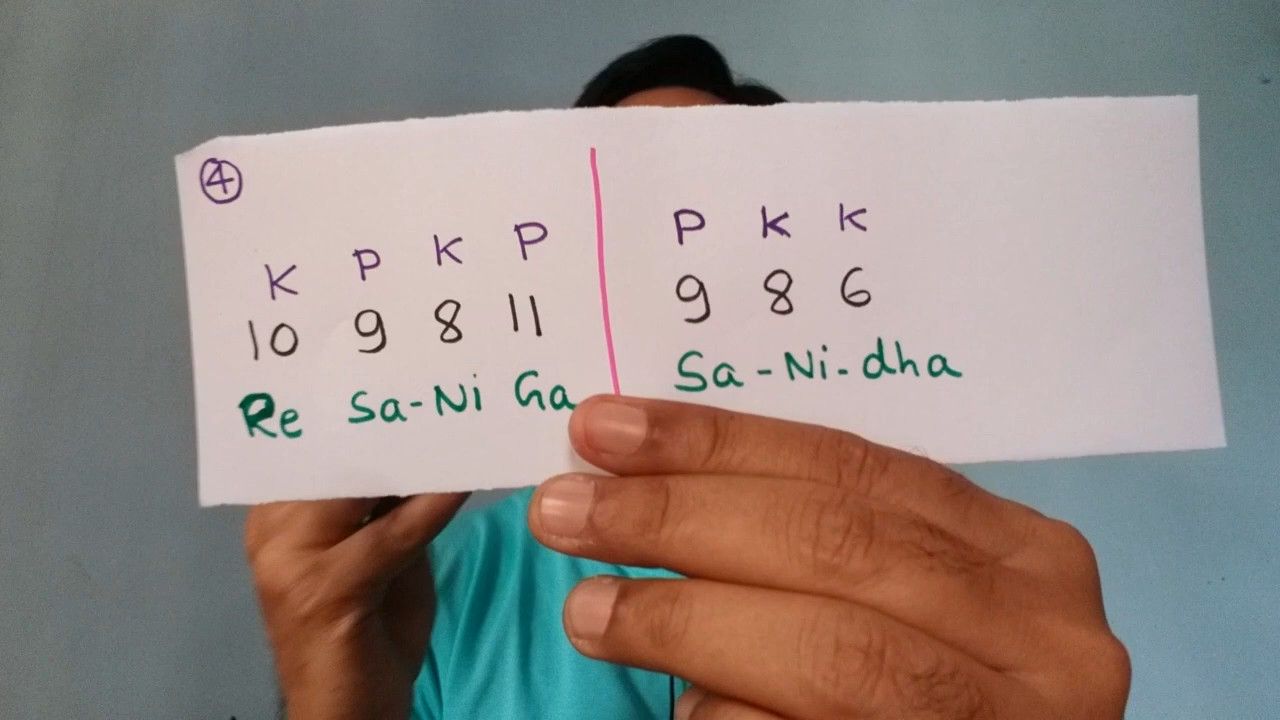 ④
K P K P P K K
10 9 8 11 9 8 6
Re Sa-Ni Ga Sa-Ni-dha